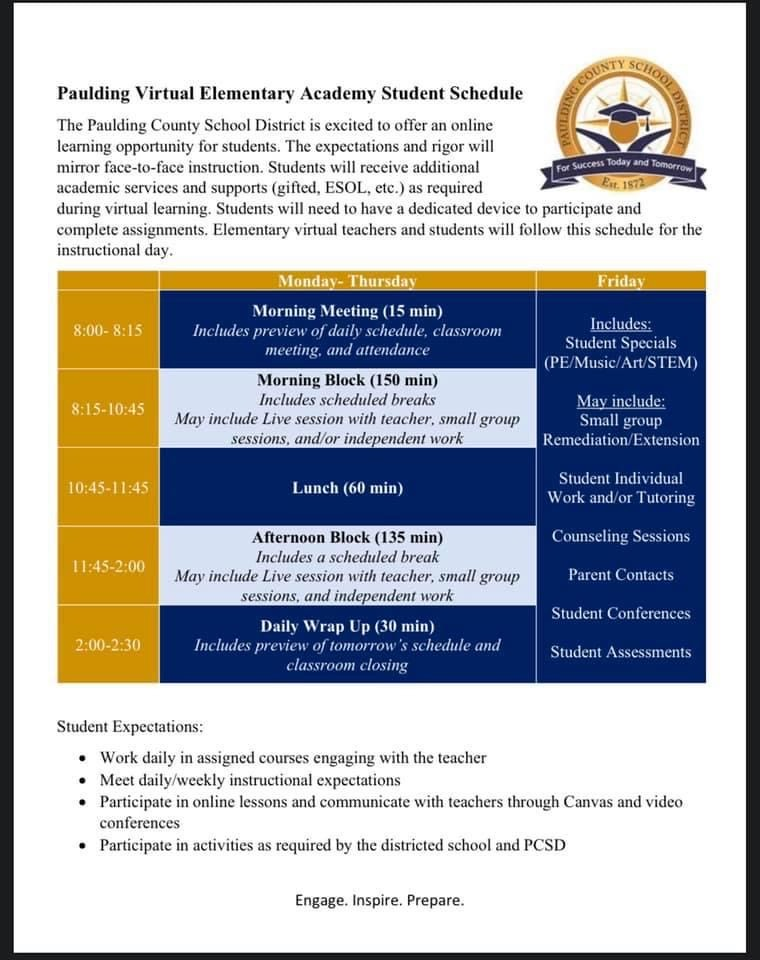 Paulding Virtual Elementary Academy Student Schedule
PAULDING COUNTY SCHOOL DISTRICT
For Success Today and Tomorrow
Est. 1872
The Paulding County School District is excited to offer an online
learning opportunity for students. The expectations and rigor will
mirror face-to-face instruction. Students will receive additional
academic services and supports (gifted, ESOL, etc.) as required
during virtual learning. Students will need to have a dedicated device to participate and
complete assignments. Elementary virtual teachers and students will follow this schedule for the
instructional day.
Monday- Thursday
Friday
8:00- 8:15
Morning Meeting (15 min)
Includes preview of daily schedule, classroom
meeting, and attendance
8:15-10:45
Morning Block (150 min)
Includes scheduled breaks
May include Live session with teacher, small group
sessions, and/or independent work
10:45-11:45
Lunch (60 min)
11:45-2:00
Afternoon Block (135 min)
Includes a scheduled break
May include Live session with teacher, small group
sessions, and independent work
2:00-2:30
Daily Wrap Up (30 min)
Includes preview of tomorrow's schedule and
classroom closing
Includes:
Student Specials
(PE/Music/Art/STEM)
May include:
Small group
Remediation/Extension
Student Individual
Work and/or Tutoring
Counseling Sessions
Parent Contacts
Student Conferences
Student Assessments
Student Expectations:
• Work daily in assigned courses engaging with the teacher
• Meet daily/weekly instructional expectations
• Participate in online lessons and communicate with teachers through Canvas and video
conferences
• Participate in activities as required by the districted school and PCSD
Engage. Inspire. Prepare.